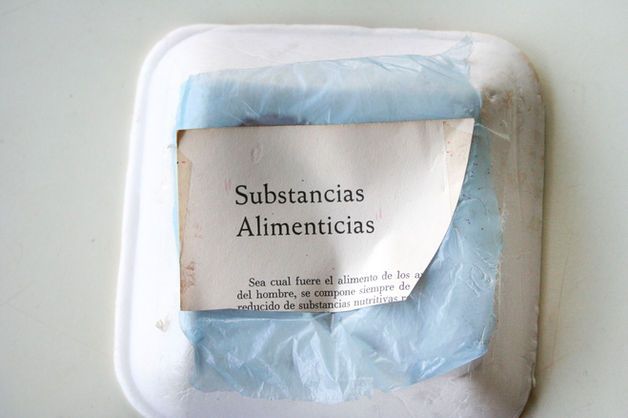 Substancias
Alimenticias
Sea cual fuere el alimento de los
del hombre, se compone siempre de
reducido de substancias nutritivas